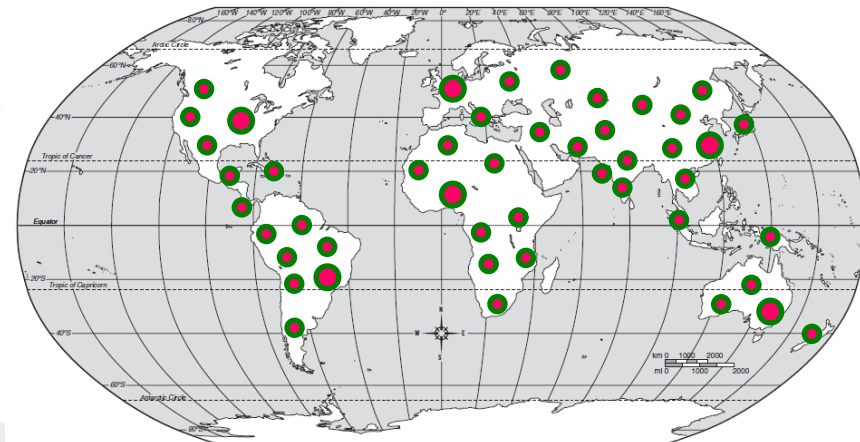 160°W 140°W 120°W 100°W 80°W 60°W 40°W 20°W 0° 20°E 40°E 60°E 80°E 100°E 120°E 140°E 160°E
80°N
Arctic Circle
60°N
40°N
Tropic of Cancer
20°N
Equator
20°S
Tropic of Capricorn
N
W E
S
40°S
km 0 1000 2000
mi 0 1000 2000
60°S
Antarctic Circle
80°S